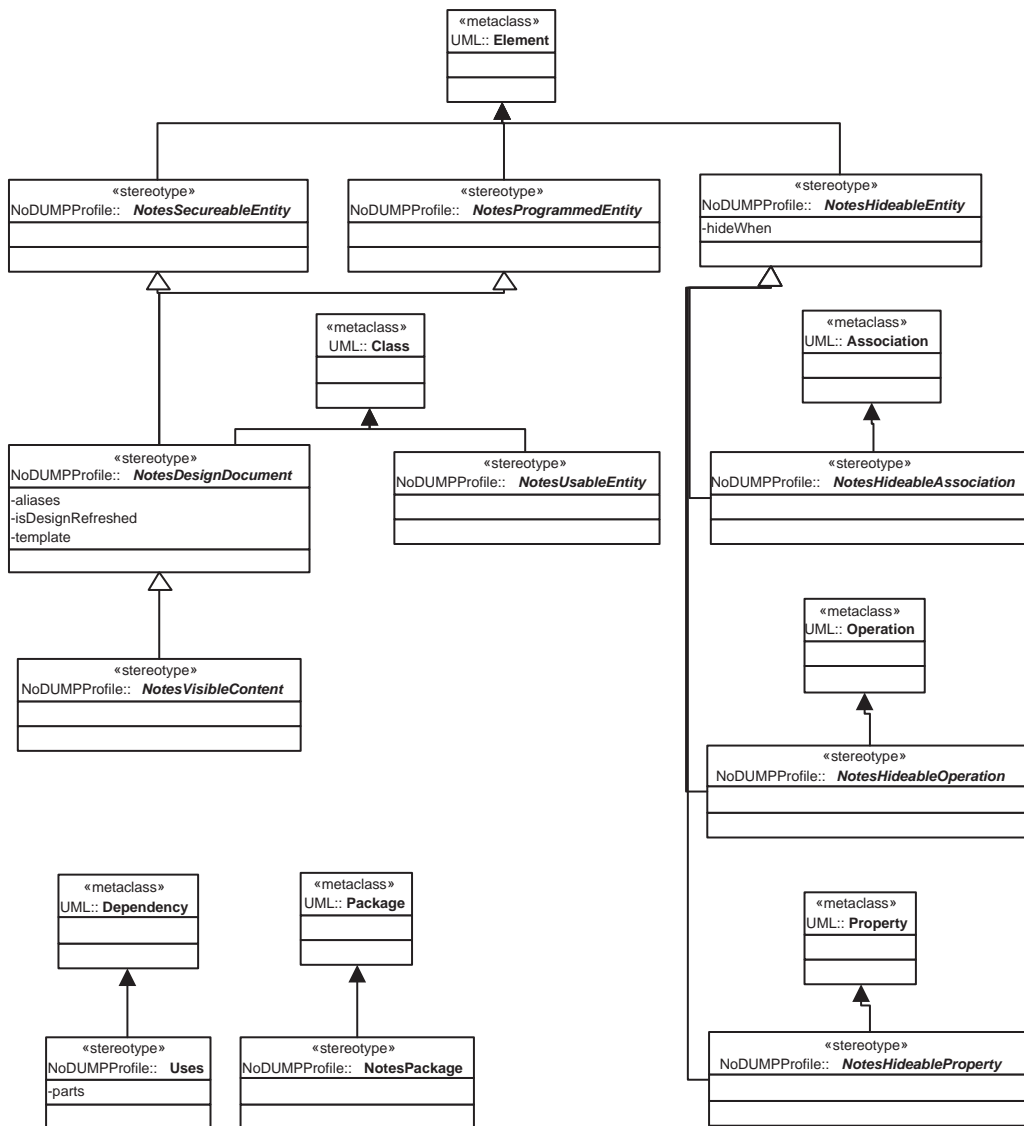 «metaclass»
UML:: Element
«stereotype»
NoDUMPProfile:: NotesSecureableEntity
«stereotype»
NoDUMPProfile:: NotesProgrammedEntity
«stereotype»
NoDUMPProfile:: NotesHideableEntity
-hideWhen
«metaclass»
UML:: Class
«metaclass»
UML:: Association
«stereotype»
NoDUMPProfile:: NotesDesignDocument
-aliases
-isDesignRefreshed
-template
«stereotype»
NoDUMPProfile:: NotesUsableEntity
«stereotype»
NoDUMPProfile:: NotesHideableAssociation
«metaclass»
UML:: Operation
«stereotype»
NoDUMPProfile:: NotesVisibleContent
«stereotype»
NoDUMPProfile:: NotesHideableOperation
«metaclass»
UML:: Dependency
«metaclass»
UML:: Package
«metaclass»
UML:: Property
«stereotype»
NoDUMPProfile:: Uses
-parts
«stereotype»
NoDUMPProfile:: NotesPackage
«stereotype»
NoDUMPProfile:: NotesHideableProperty